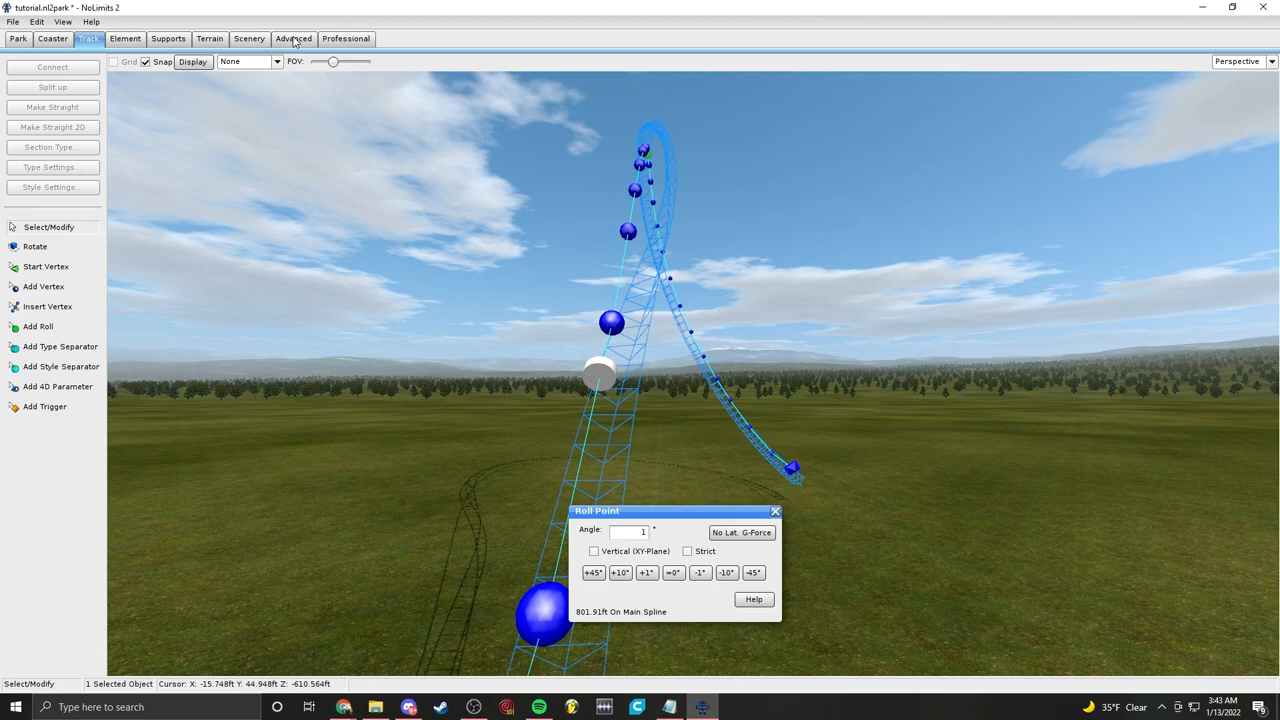 tutorial.nl2park * - NoLimits 2
File Edit View Help
Park Coaster Track Element Supports Terrain Scenery Advanced Professional
Grid Snap Display None FOV: Perspective
Connect
Split up
Make Straight
Make Straight 2D
Section Type...
Type Settings...
Style Settings...
Select/Modify
Rotate
Start Vertex
Add Vertex
Insert Vertex
Add Roll
Add Type Separator
Add Style Separator
Add 4D Parameter
Add Trigger
Roll Point
Angle: 1 ° No Lat. G-Force
Vertical (XY-Plane) Strict
+45° +10° +1° =0° -1° -10° -45°
Help
801.91ft On Main Spline
Select/Modify 1 Selected Object Cursor: X: -15.748ft Y: 44.948ft Z: -610.564ft
Type here to search 35°F Clear 3:43 AM
1/13/2022